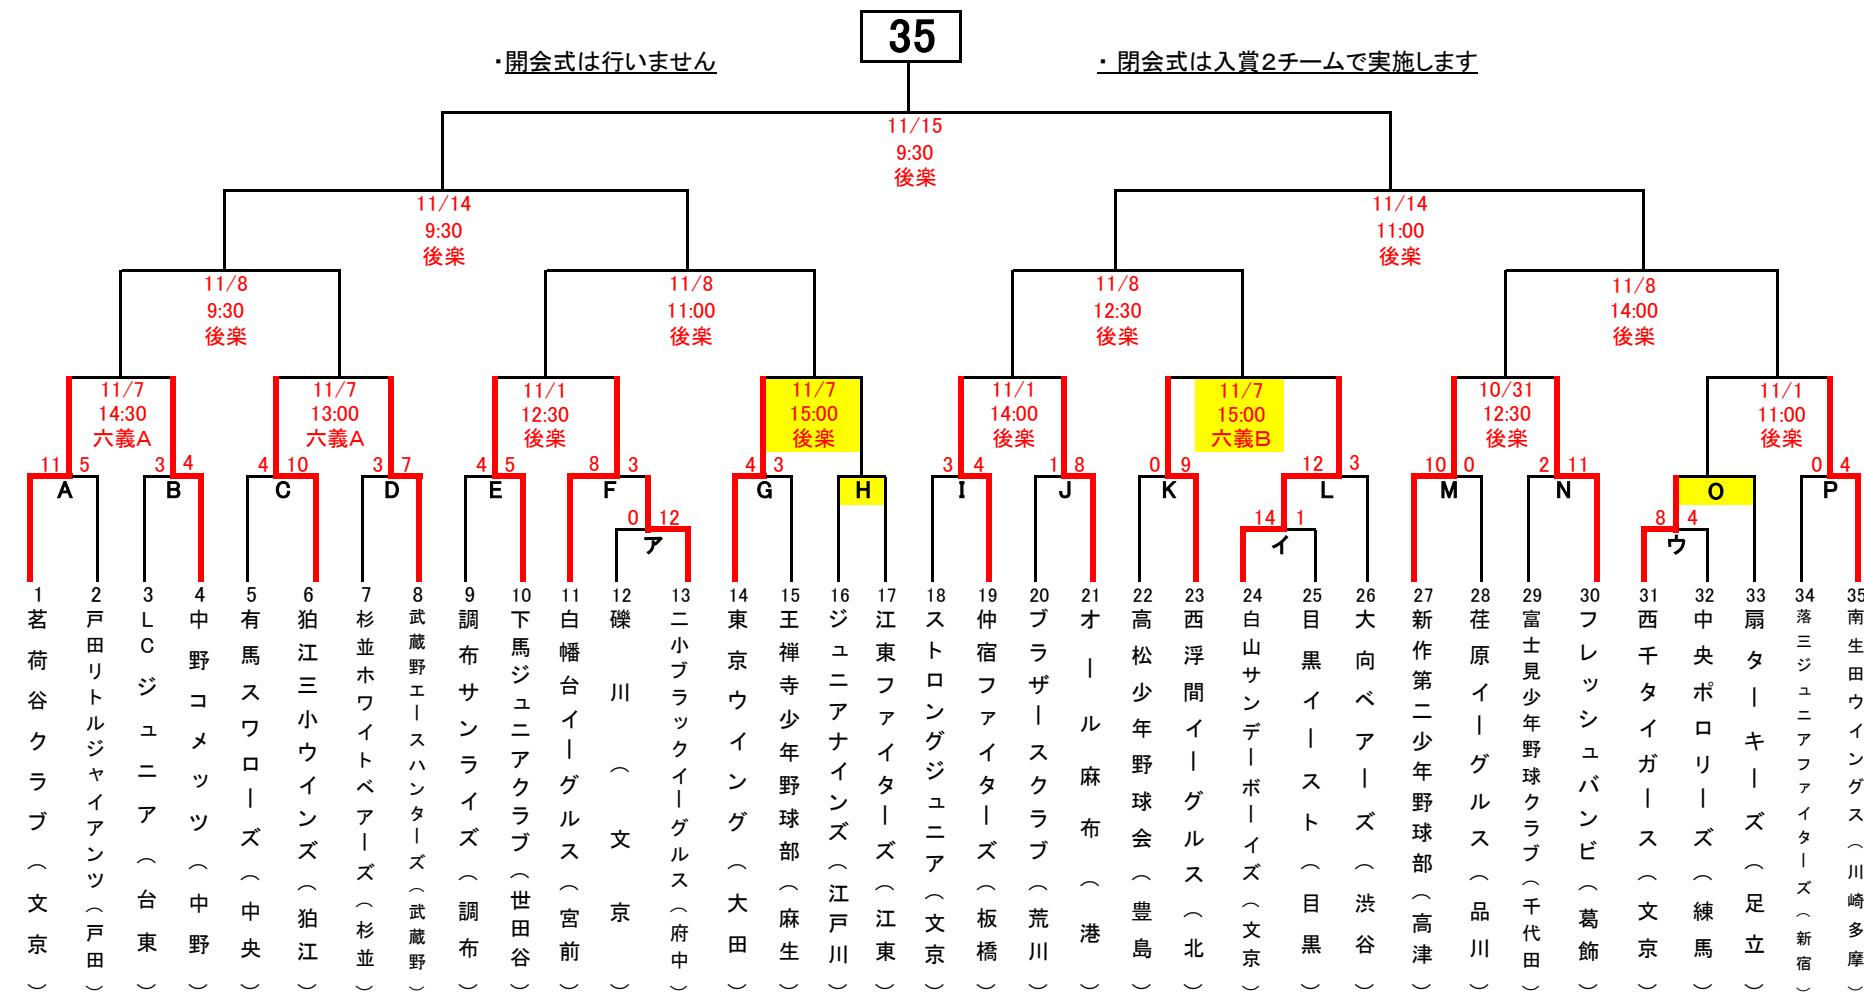 35
・開会式は行いません
・ 閉会式は入賞２チームで実施します
11/15
9:30
後楽
11/14
9:30
後楽
11/14
11:00
後楽
11/8
9:30
後楽
11/8
11:00
後楽
11/8
12:30
後楽
11/8
14:00
後楽
11/7
14:30
六義A
11/7
13:00
六義A
11/1
12:30
後楽
11/7
15:00
後楽
11/1
14:00
後楽
11/7
15:00
六義B
10/31
12:30
後楽
11/1
11:00
後楽
11 5 3 4 4 10 3 7 4 5 8 3 4 3 3 4 1 8 0 9 12 3 10 0 2 11 0 4
A B C D E F G H I J K L M N O P
0 12 14 1 8 4
ア イ ウ
1 茗荷谷クラブ（文京）
2 戸田リトルジャイアンツ（戸田）
3 LCジュニア（台東）
4 中野コメッツ（中野）
5 有馬スワローズ（中央）
6 狛江三小ウインズ（狛江）
7 杉並ホワイトベアーズ（杉並）
8 武蔵野エースハンターズ（武蔵野）
9 調布サンライズ（調布）
10 下馬ジュニアクラブ（世田谷）
11 白幡台イーグルス（宮前）
12 礫川（文京）
13 二小ブラックイーグルス（府中）
14 東京ウイング（大田）
15 王禅寺少年野球部（麻生）
16 ジュニアナインズ（江戸川）
17 江東ファイターズ（江東）
18 ストロングジュニア（文京）
19 仲宿ファイターズ（板橋）
20 ブラザースクラブ（荒川）
21 オール麻布（港）
22 高松少年野球会（豊島）
23 西浮間イーグルス（北）
24 白山サンデーボーイズ（文京）
25 目黒イースト（目黒）
26 大向ベアーズ（渋谷）
27 新作第二少年野球部（高津）
28 荏原イーグルス（品川）
29 富士見少年野球クラブ（千代田）
30 フレッシュバンビ（葛飾）
31 西千タイガース（文京）
32 中央ポロリーズ（練馬）
33 扇ターキーズ（足立）
34 落三ジュニアファイターズ（新宿）
35 南生田ウイングス（川崎多摩）